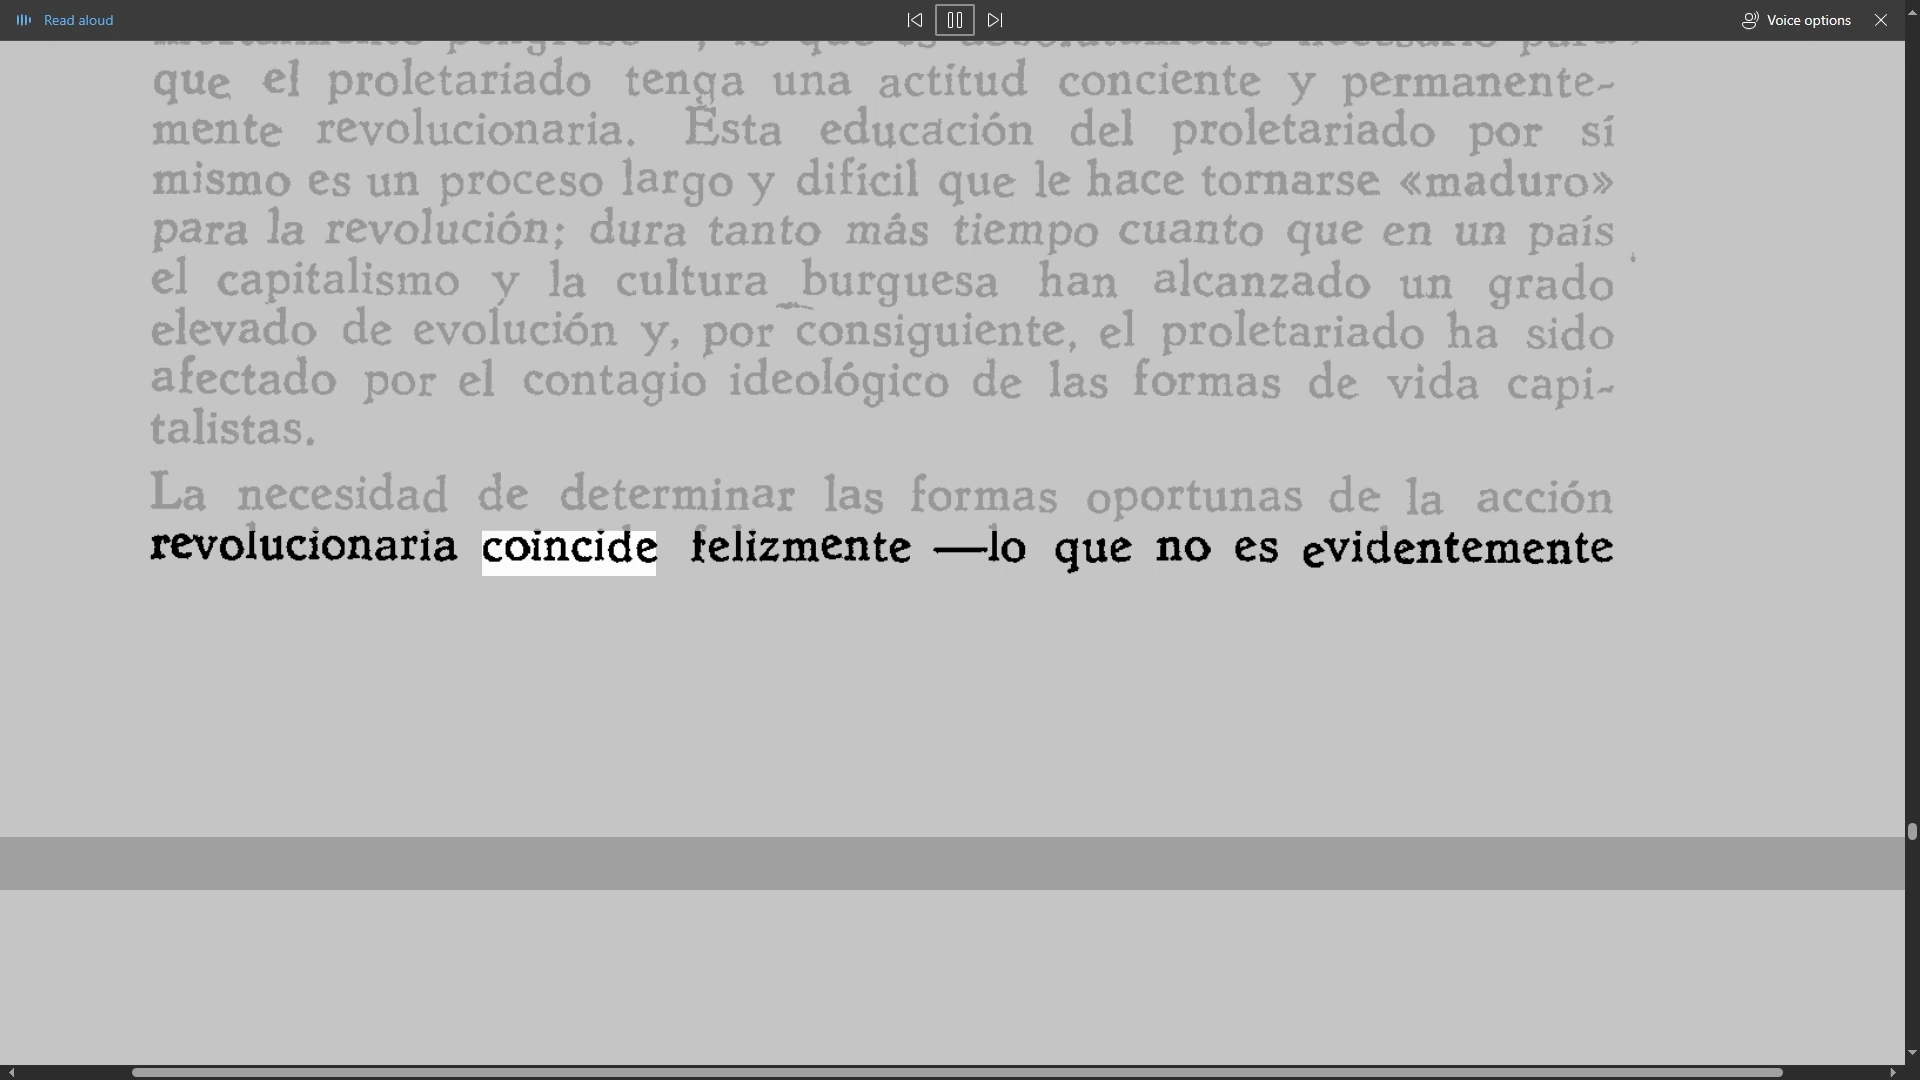 Read aloud
Voice options
que el proletariado tenga una actitud conciente y permanente-
mente revolucionaria. Esta educación del proletariado por sí
mismo es un proceso largo y difícil que le hace tornarse «maduro»
para la revolución; dura tanto más tiempo cuanto que en un país
el capitalismo y la cultura burguesa han alcanzado un grado
elevado de evolución y, por consiguiente, el proletariado ha sido
afectado por el contagio ideológico de las formas de vida capi-
talistas.
La necesidad de determinar las formas oportunas de la acción
revolucionaria coincide felizmente —lo que no es evidentemente